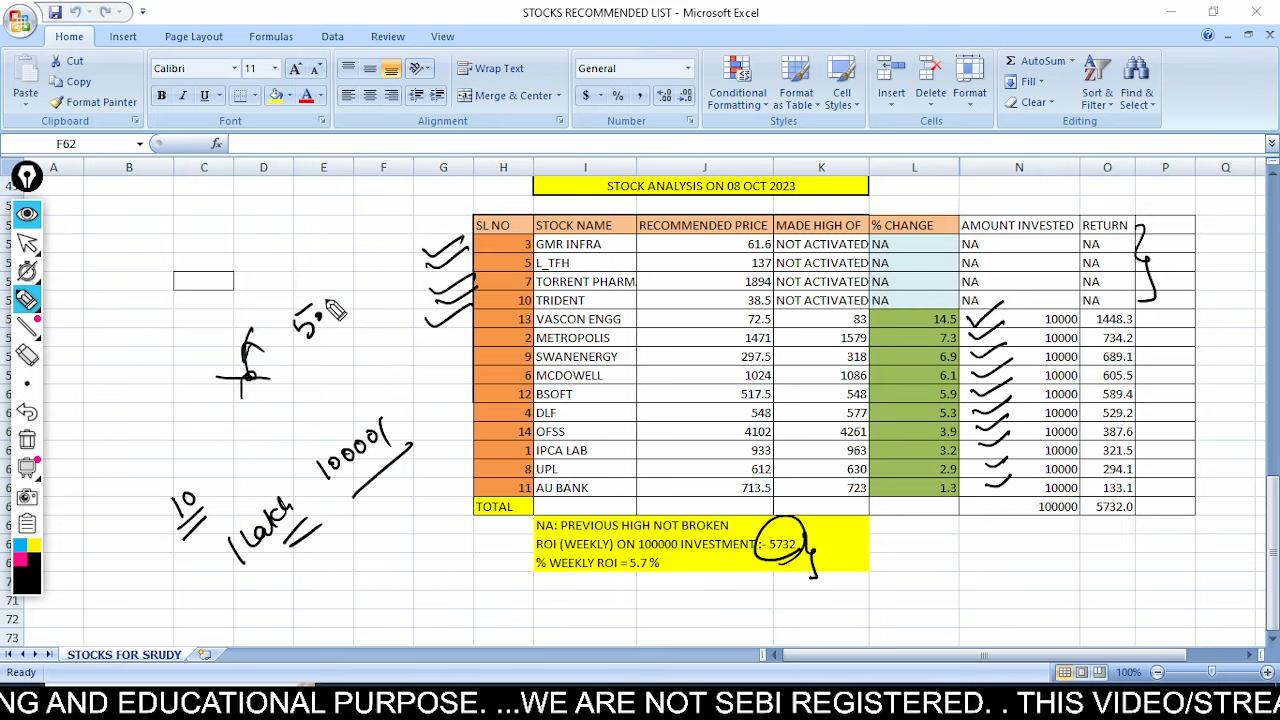 STOCKS RECOMMENDED LIST - Microsoft Excel
Home Insert Page Layout Formulas Data Review View
Paste Cut Copy Format Painter Clipboard
Calibri 11 A A B I U A Font
Wrap Text Merge & Center Alignment
General $ % , Number
Conditional Formatting Format as Table Cell Styles Styles
Insert Delete Format Cells
Σ AutoSum Fill Clear Sort & Filter Find & Select Editing
F62 fx
A B C D E F G H I J K L N O P Q
STOCK ANALYSIS ON 08 OCT 2023
SL NO STOCK NAME RECOMMENDED PRICE MADE HIGH OF % CHANGE AMOUNT INVESTED RETURN
3 GMR INFRA 61.6 NOT ACTIVATED NA NA NA
5 L_TFH 137 NOT ACTIVATED NA NA NA
7 TORRENT PHARM 1894 NOT ACTIVATED NA NA NA
10 TRIDENT 38.5 NOT ACTIVATED NA NA NA
13 VASCON ENGG 72.5 83 14.5 10000 1448.3
2 METROPOLIS 1471 1579 7.3 10000 734.2
9 SWANENERGY 297.5 318 6.9 10000 689.1
6 MCDOWELL 1024 1086 6.1 10000 605.5
12 BSOFT 517.5 548 5.9 10000 589.4
4 DLF 548 577 5.3 10000 529.2
14 OFSS 4102 4261 3.9 10000 387.6
1 IPCA LAB 933 963 3.2 10000 321.5
8 UPL 612 630 2.9 10000 294.1
11 AU BANK 713.5 723 1.3 10000 133.1
TOTAL 100000 5732.0
NA: PREVIOUS HIGH NOT BROKEN
ROI (WEEKLY) ON 100000 INVESTMENT :- 5732
% WEEKLY ROI = 5.7 %
5.
10000/
10
1 Lakh
71
72
73
STOCKS FOR SRUDY
Ready 100%
NG AND EDUCATIONAL PURPOSE. ...WE ARE NOT SEBI REGISTERED. . THIS VIDEO/STREA